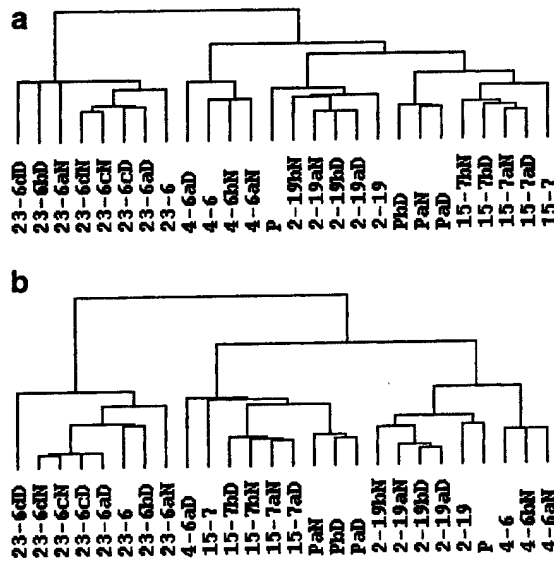 a
23-6dD
23-6bD
23-6aN
23-6dN
23-6cN
23-6cD
23-6aD
23-6
4-6aD
4-6
4-6bN
4-6aN
P
2-19bN
2-19aN
2-19bD
2-19aD
2-19
PbD
PaN
PaD
15-7bN
15-7bD
15-7aN
15-7aD
15-7
b
23-6dD
23-6dN
23-6cN
23-6cD
23-6aD
23-6
23-6bD
23-6aN
4-6aD
15-7
15-7bD
15-7bN
15-7aN
15-7aD
PaN
PbD
PaD
2-19bN
2-19aN
2-19bD
2-19aD
2-19
P
4-6
4-6bN
4-6aN